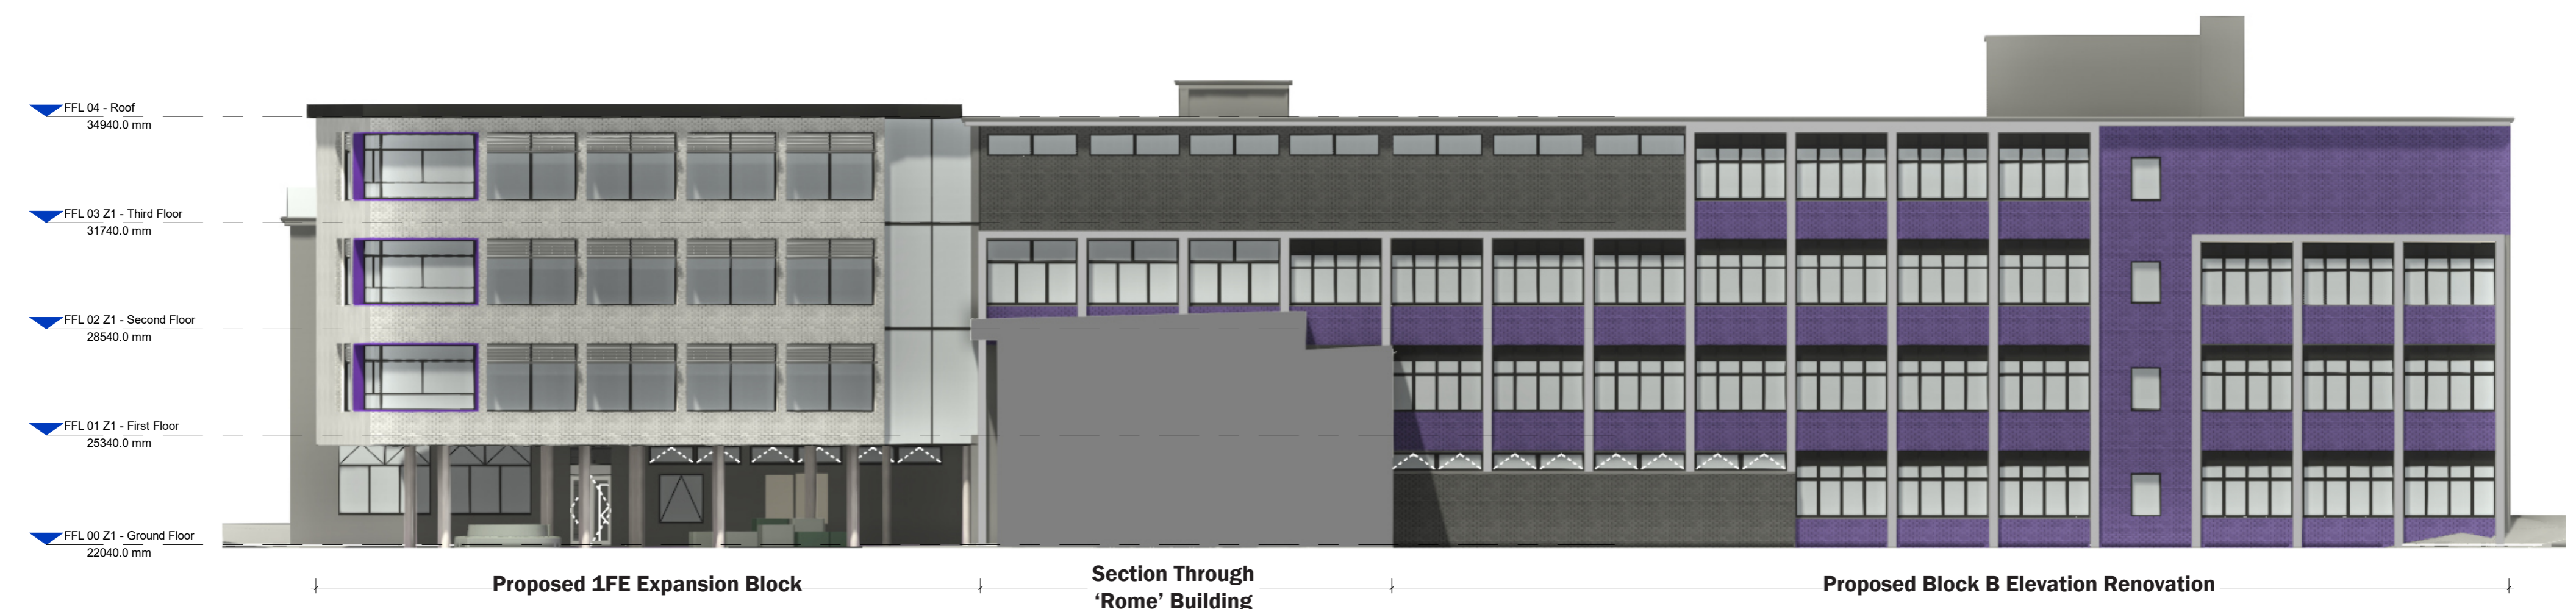 FFL 04 - Roof
34940.0 mm
FFL 03 Z1 - Third Floor
31740.0 mm
FFL 02 Z1 - Second Floor
28540.0 mm
FFL 01 Z1 - First Floor
25340.0 mm
FFL 00 Z1 - Ground Floor
22040.0 mm
Proposed 1FE Expansion Block
Section Through
‘Rome’ Building
Proposed Block B Elevation Renovation